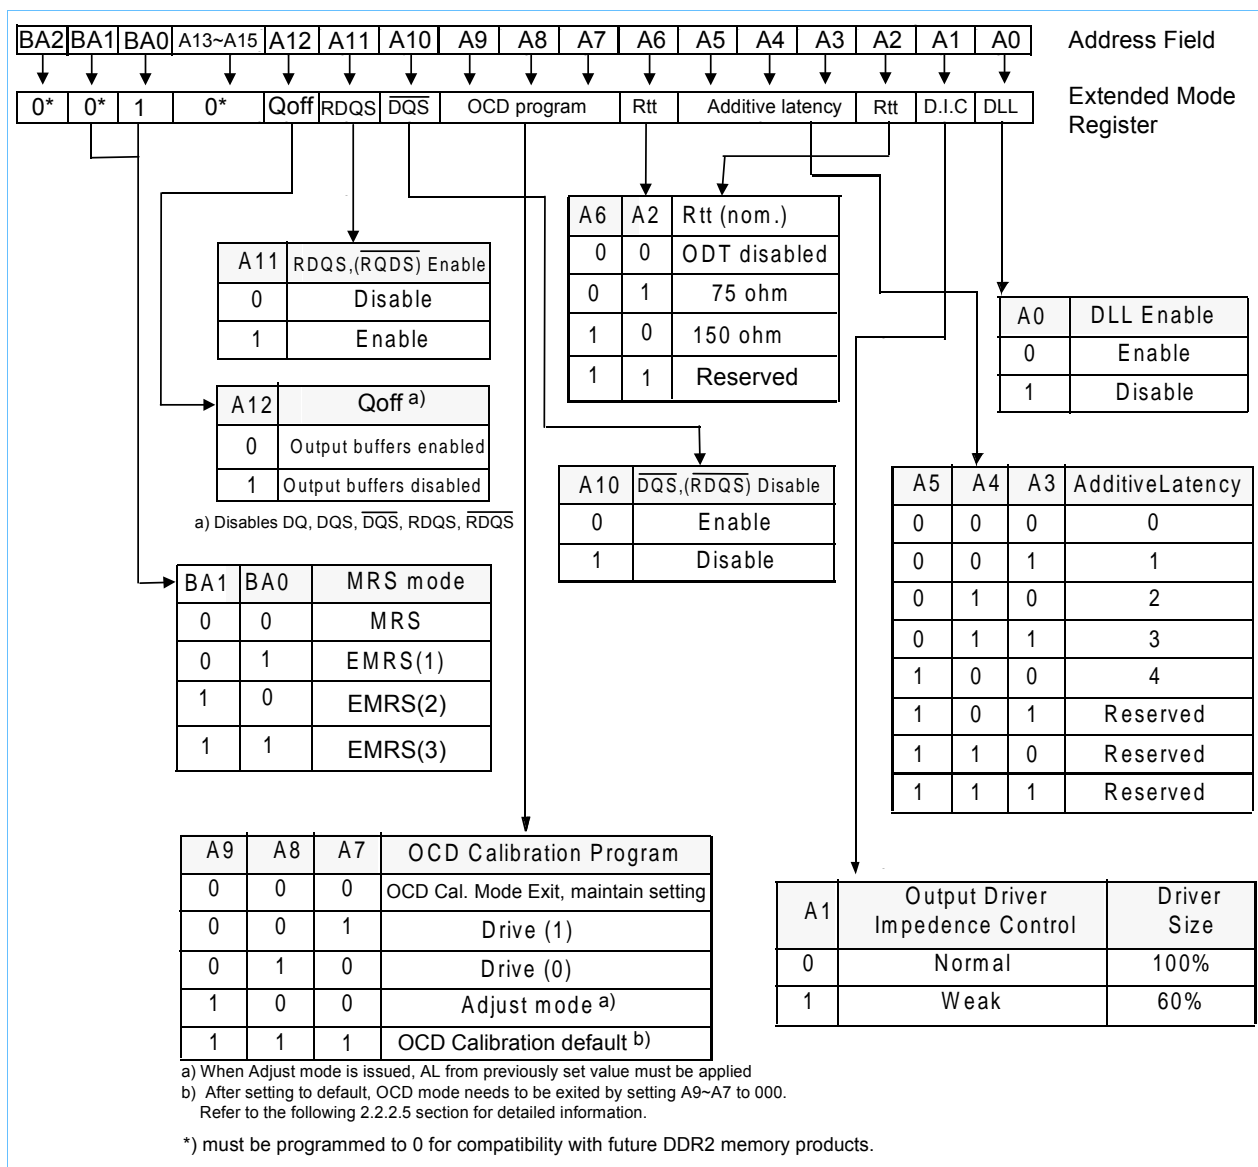 BA2 BA1 BA0 A13~A15 A12 A11 A10 A9 A8 A7 A6 A5 A4 A3 A2 A1 A0 Address Field
0* 0* 1 0* Qoff RDQS D̅Q̅S̅ OCD program Rtt Additive latency Rtt D.I.C DLL Extended Mode
Register
A6 A2 Rtt (nom.)
0 0 ODT disabled
0 1 75 ohm
1 0 150 ohm
1 1 Reserved
A11 RDQS,(R̅Q̅D̅S̅) Enable
0 Disable
1 Enable
A0 DLL Enable
0 Enable
1 Disable
A12 Qoff a)
0 Output buffers enabled
1 Output buffers disabled
a) Disables DQ, DQS, D̅Q̅S̅, RDQS, R̅D̅Q̅S̅
A10 D̅Q̅S̅,(R̅D̅Q̅S̅) Disable
0 Enable
1 Disable
A5 A4 A3 AdditiveLatency
0 0 0 0
0 0 1 1
0 1 0 2
0 1 1 3
1 0 0 4
1 0 1 Reserved
1 1 0 Reserved
1 1 1 Reserved
BA1 BA0 MRS mode
0 0 MRS
0 1 EMRS(1)
1 0 EMRS(2)
1 1 EMRS(3)
A9 A8 A7 OCD Calibration Program
0 0 0 OCD Cal. Mode Exit, maintain setting
0 0 1 Drive (1)
0 1 0 Drive (0)
1 0 0 Adjust mode a)
1 1 1 OCD Calibration default b)
A1 Output Driver Impedence Control Driver Size
0 Normal 100%
1 Weak 60%
a) When Adjust mode is issued, AL from previously set value must be applied
b) After setting to default, OCD mode needs to be exited by setting A9~A7 to 000.
Refer to the following 2.2.2.5 section for detailed information.
*) must be programmed to 0 for compatibility with future DDR2 memory products.